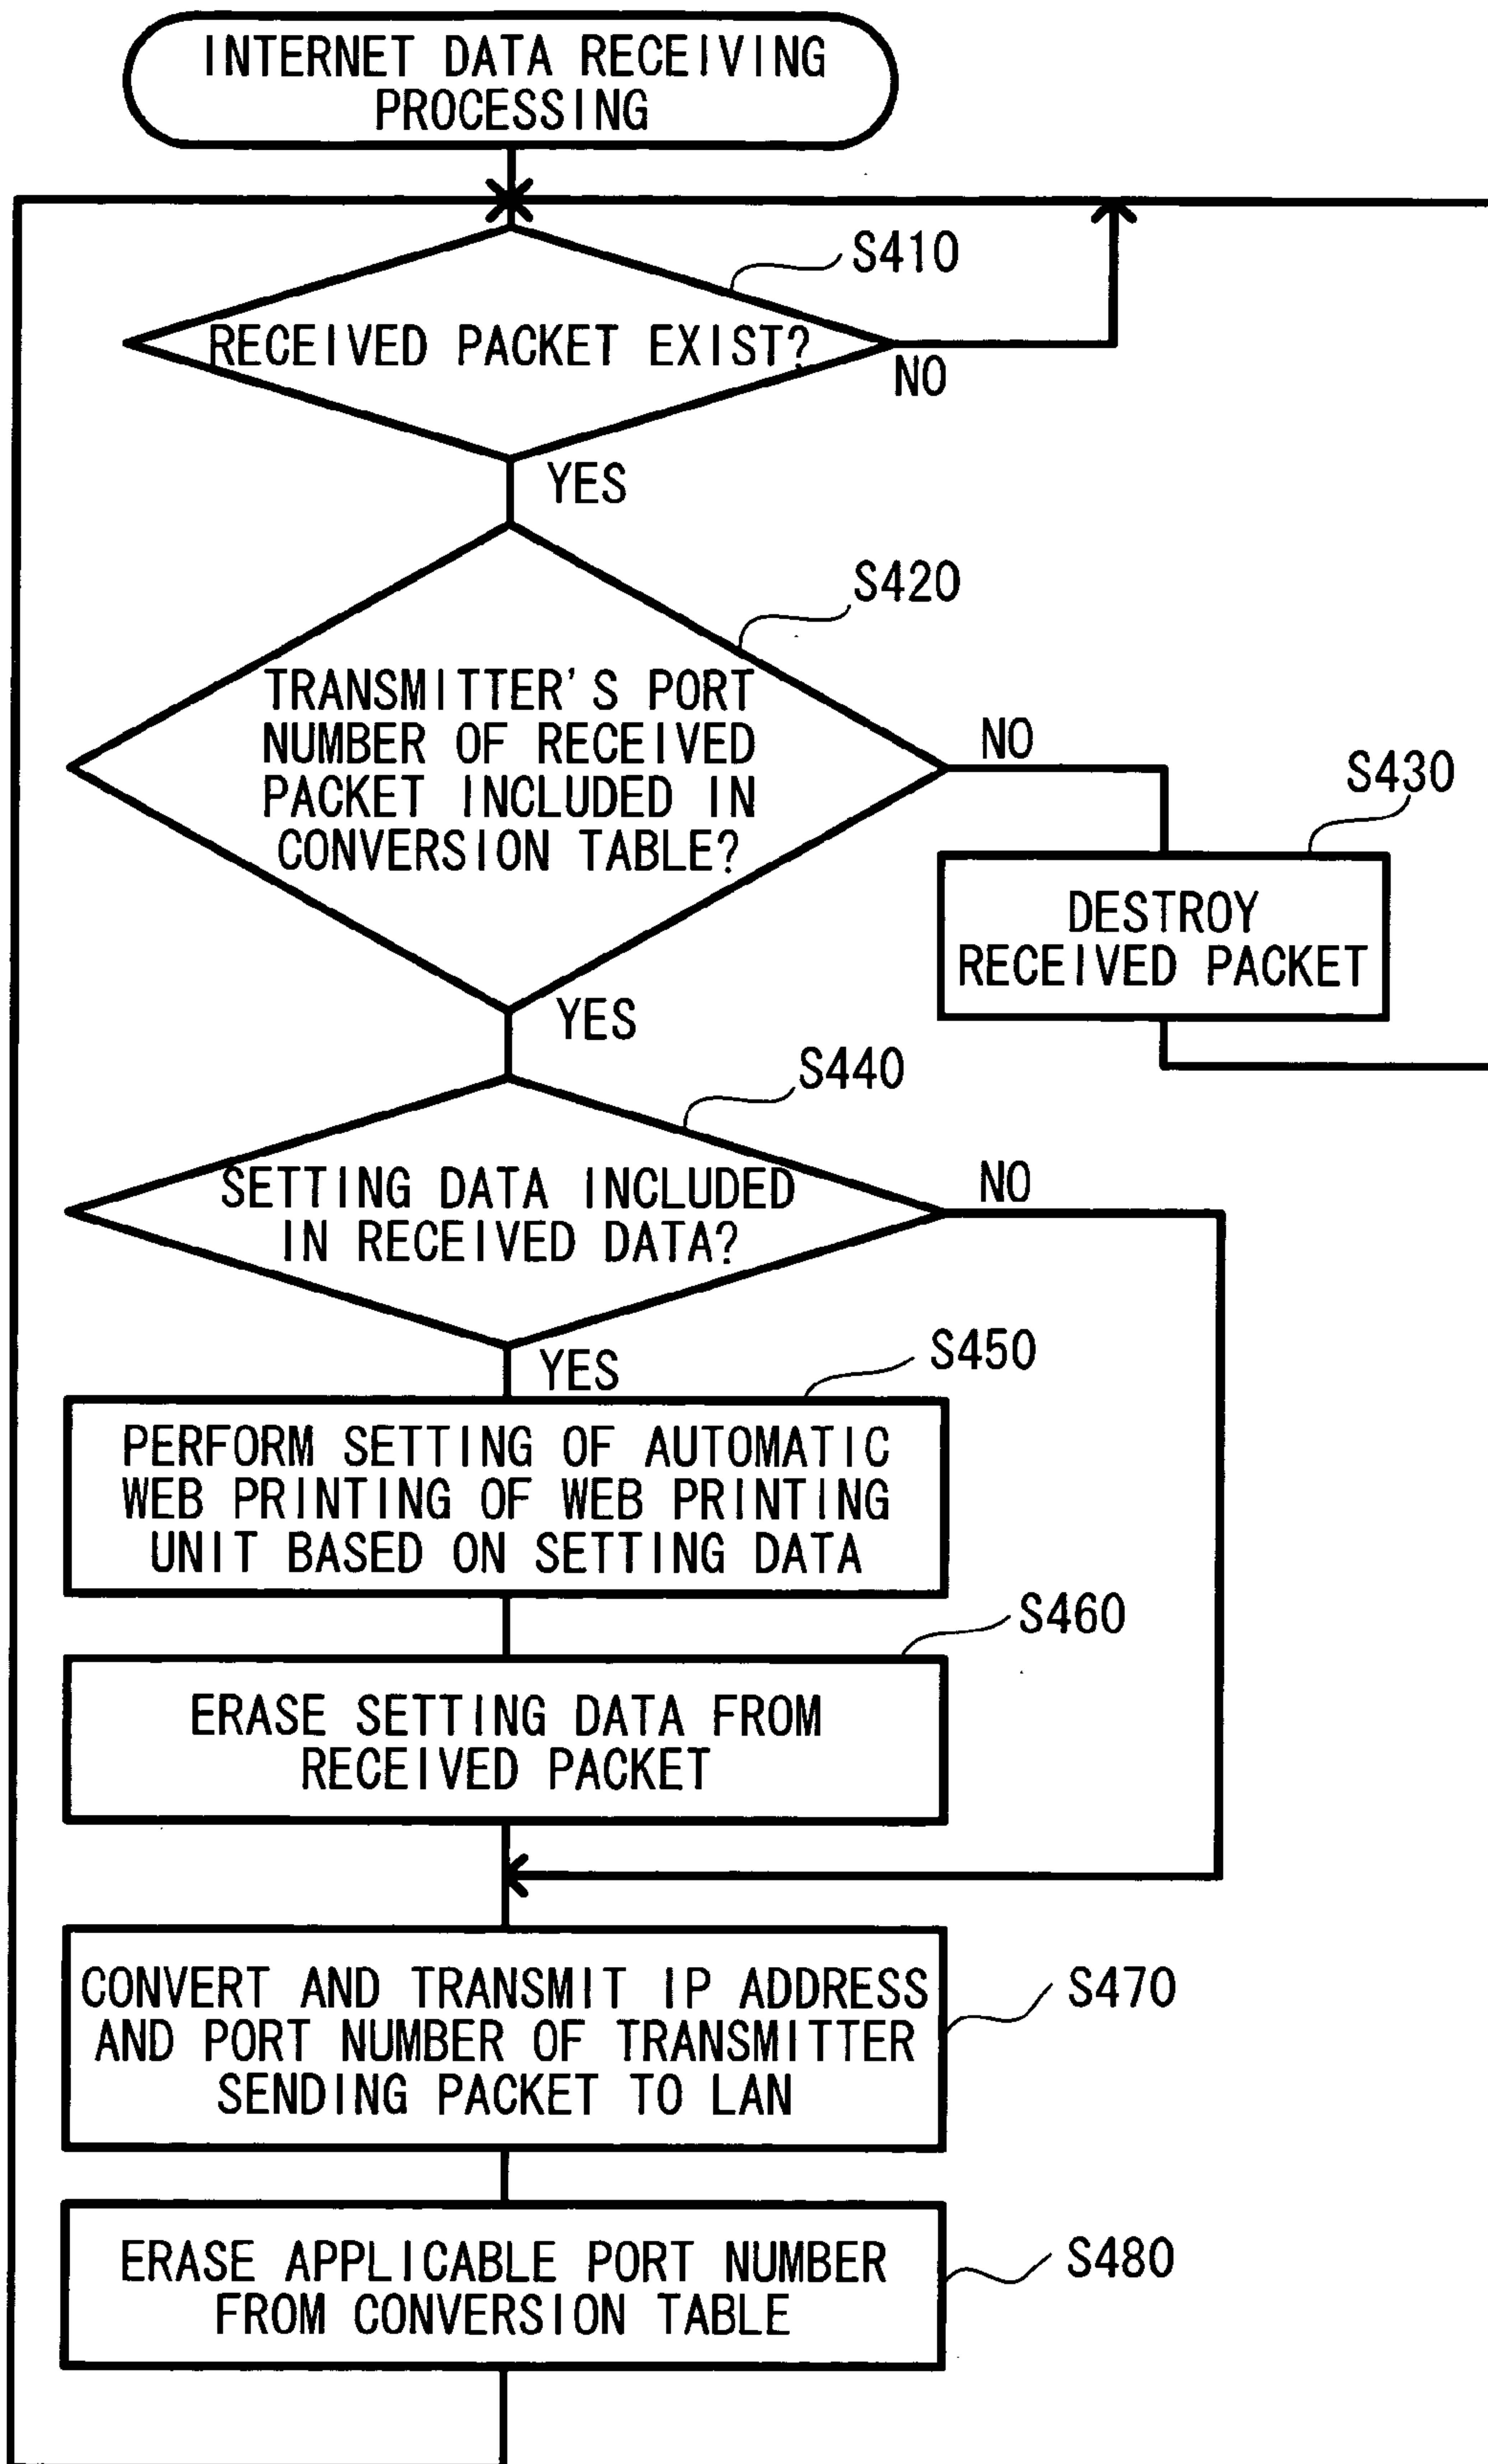 INTERNET DATA RECEIVING
PROCESSING
S410
RECEIVED PACKET EXIST?
NO
YES
S420
TRANSMITTER'S PORT
NUMBER OF RECEIVED
PACKET INCLUDED IN
CONVERSION TABLE?
NO
S430
DESTROY
RECEIVED PACKET
YES
S440
SETTING DATA INCLUDED
IN RECEIVED DATA?
NO
YES
S450
PERFORM SETTING OF AUTOMATIC
WEB PRINTING OF WEB PRINTING
UNIT BASED ON SETTING DATA
S460
ERASE SETTING DATA FROM
RECEIVED PACKET
CONVERT AND TRANSMIT IP ADDRESS
AND PORT NUMBER OF TRANSMITTER
SENDING PACKET TO LAN
S470
ERASE APPLICABLE PORT NUMBER
FROM CONVERSION TABLE
S480